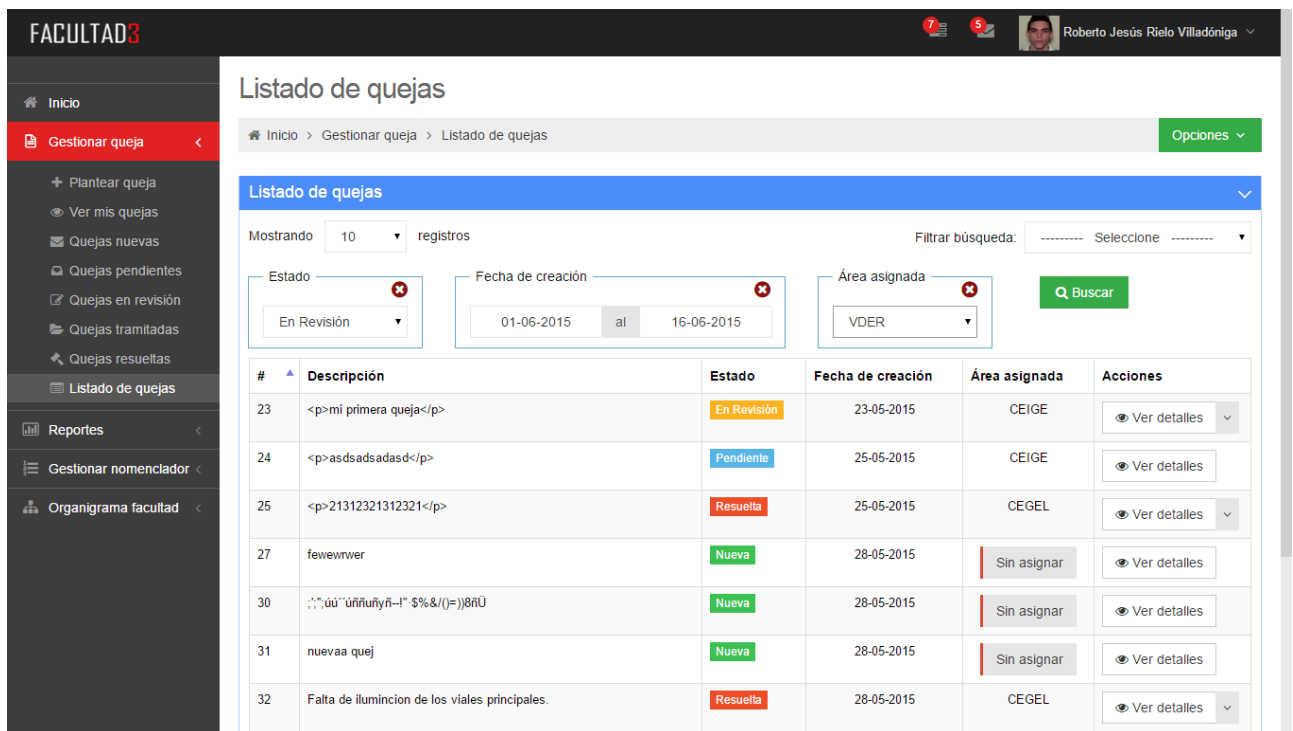 FACULTAD3
7
5
Roberto Jesús Rielo Villadóniga
Inicio
Gestionar queja
Plantear queja
Ver mis quejas
Quejas nuevas
Quejas pendientes
Quejas en revisión
Quejas tramitadas
Quejas resueltas
Listado de quejas
Reportes
Gestionar nomenclador
Organigrama facultad
Listado de quejas
Inicio > Gestionar queja > Listado de quejas
Opciones
Listado de quejas
Mostrando 10 registros
Filtrar búsqueda: --------- Seleccione ---------
Estado
En Revisión
Fecha de creación
01-06-2015 al 16-06-2015
Área asignada
VDER
Buscar
# Descripción Estado Fecha de creación Área asignada Acciones
23 <p>mi primera queja</p> En Revisión 23-05-2015 CEIGE Ver detalles
24 <p>asdsadsadasd</p> Pendiente 25-05-2015 CEIGE Ver detalles
25 <p>21312321312321</p> Resuelta 25-05-2015 CEGEL Ver detalles
27 fewewrwer Nueva 28-05-2015 Sin asignar Ver detalles
30 ;';";úú´´úññuñyñ--!"·$%&/()=))8ñÜ Nueva 28-05-2015 Sin asignar Ver detalles
31 nuevaa quej Nueva 28-05-2015 Sin asignar Ver detalles
32 Falta de ilumincion de los viales principales. Resuelta 28-05-2015 CEGEL Ver detalles